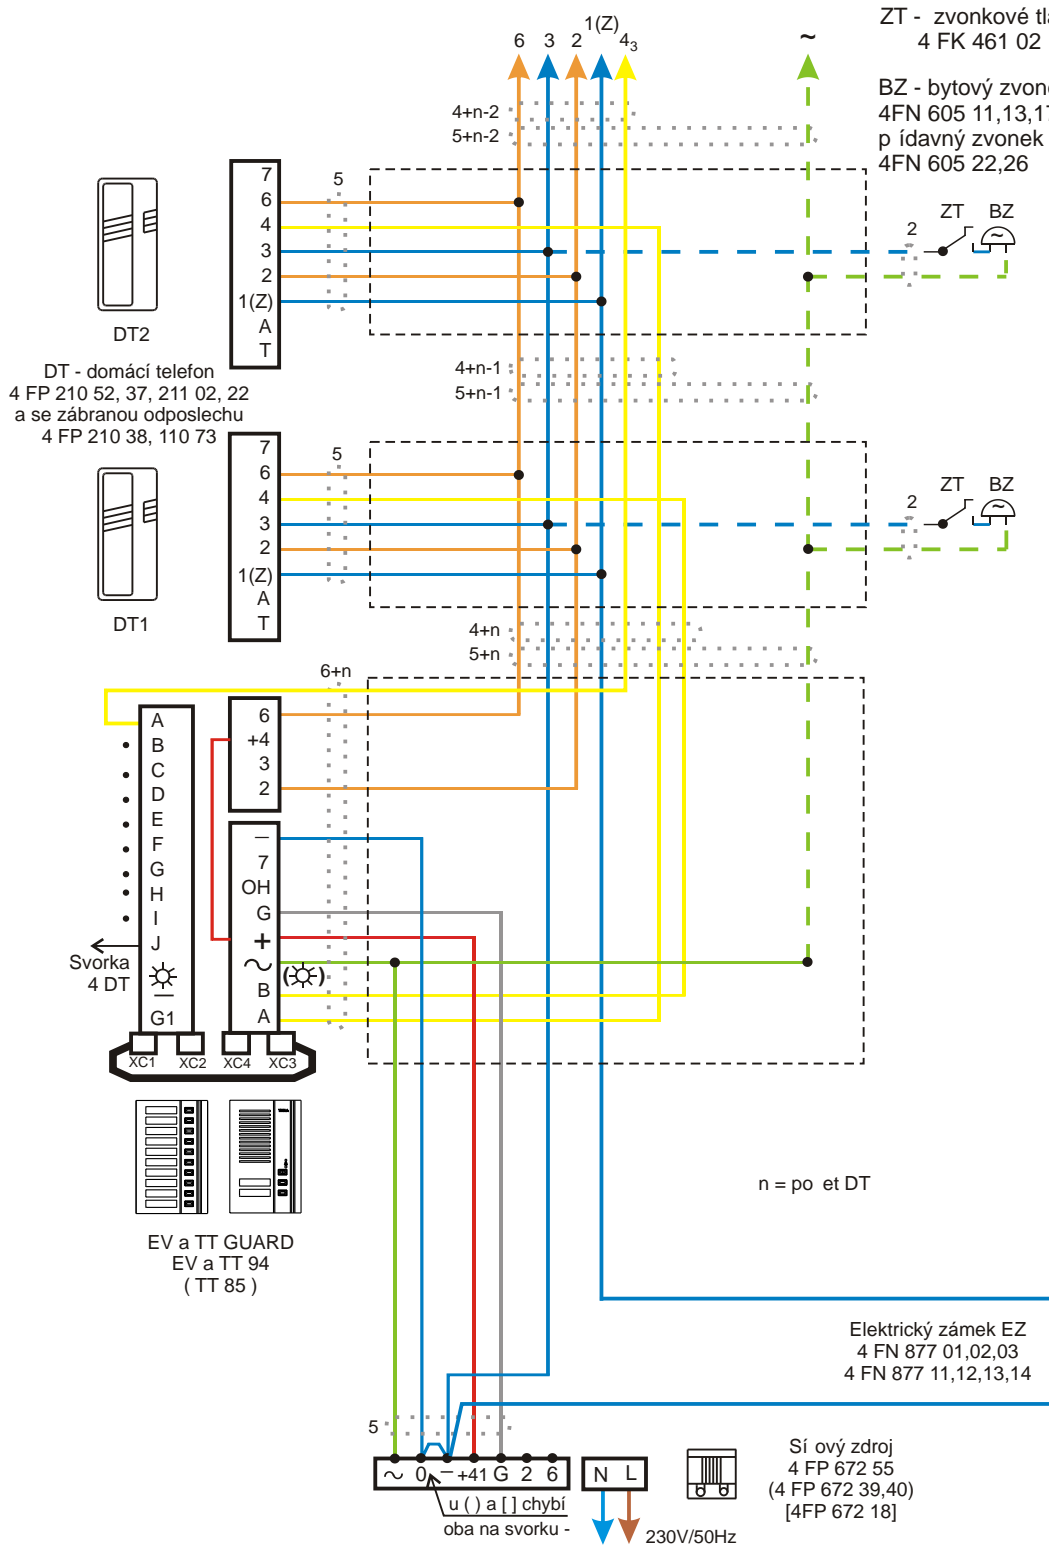 ZT - zvonkové tl
4 FK 461 02
BZ - bytový zvon
4FN 605 11,13,1
p ídavný zvonek
4FN 605 22,26
6 3 2 1(Z) 4₃ ~
4+n-2
5+n-2
5
7
6
4
3
2
1(Z)
A
T
DT2
2 ZT BZ
~
DT - domácí telefon
4 FP 210 52, 37, 211 02, 22
a se zábranou odposlechu
4 FP 210 38, 110 73
4+n-1
5+n-1
5
7
6
4
3
2
1(Z)
A
T
DT1
2 ZT BZ
~
4+n
5+n
6+n
A
B
C
D
E
F
G
H
I
J
—
G1
6
+4
3
2
—
7
OH
G
+
~
B
A
Svorka
4 DT
XC1 XC2 XC4 XC3
EV a TT GUARD
EV a TT 94
( TT 85 )
n = po et DT
Elektrický zámek EZ
4 FN 877 01,02,03
4 FN 877 11,12,13,14
5
~ 0 – +41 G 2 6
N L
u ( ) a [ ] chybí
oba na svorku -
230V/50Hz
Sí ový zdroj
4 FP 672 55
(4 FP 672 39,40)
[4FP 672 18]